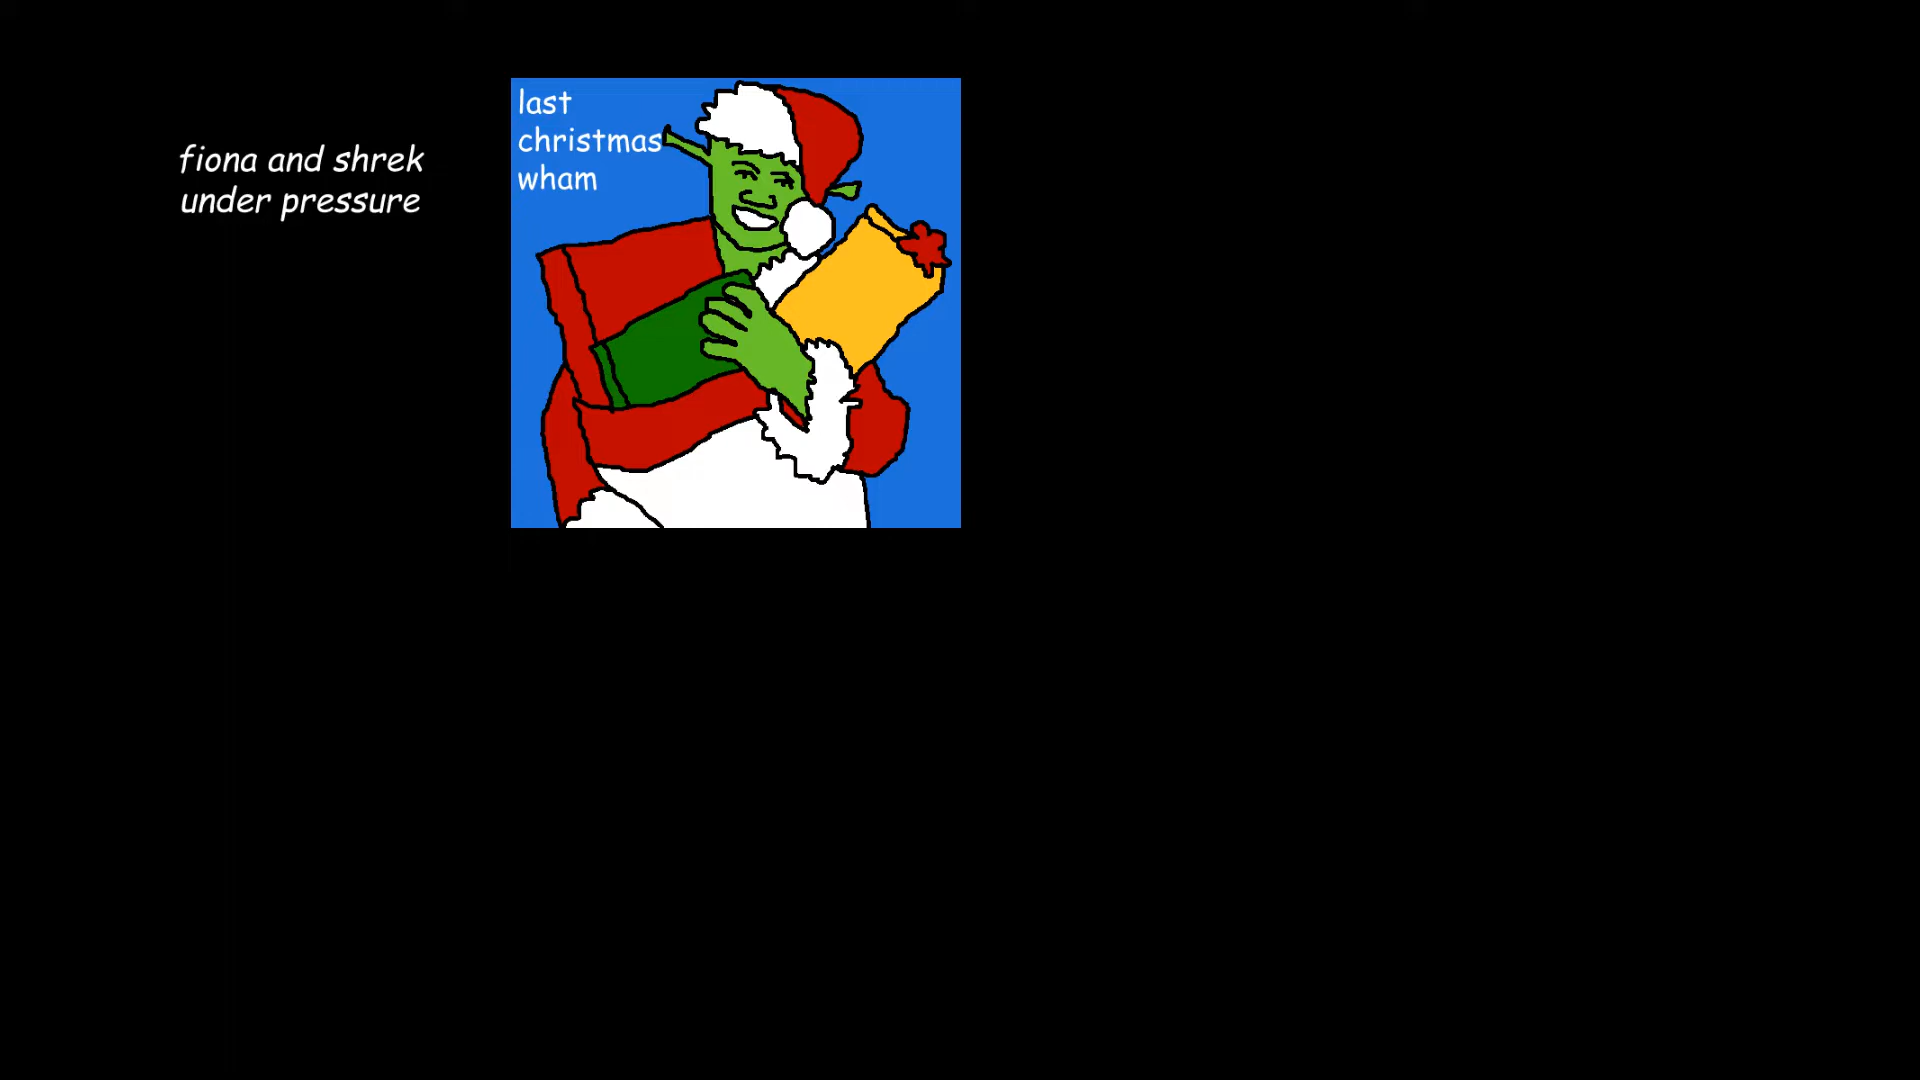 fiona and shrek
under pressure
last
christmas
wham